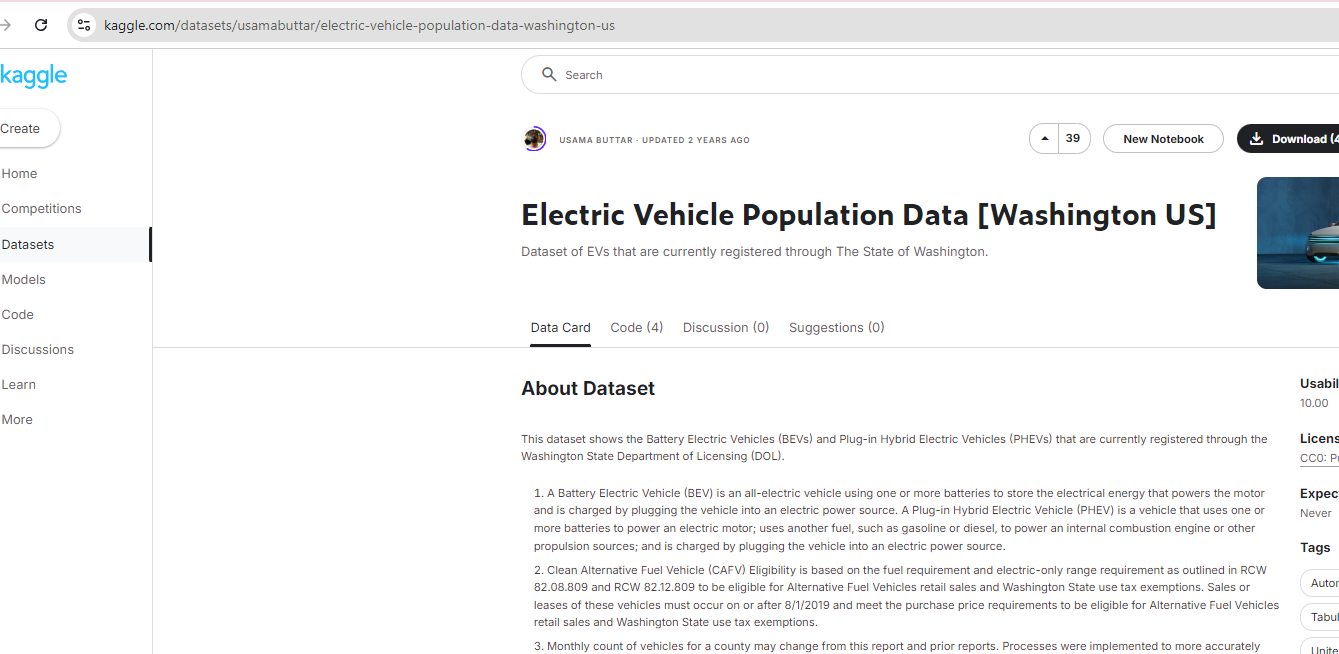 kaggle.com/datasets/usamabuttar/electric-vehicle-population-data-washington-us
kaggle
Search
Create
Home
Competitions
Datasets
Models
Code
Discussions
Learn
More
USAMA BUTTAR · UPDATED 2 YEARS AGO
39
New Notebook
Download (4
Electric Vehicle Population Data [Washington US]
Dataset of EVs that are currently registered through The State of Washington.
Data Card
Code (4)
Discussion (0)
Suggestions (0)
About Dataset
This dataset shows the Battery Electric Vehicles (BEVs) and Plug-in Hybrid Electric Vehicles (PHEVs) that are currently registered through the
Washington State Department of Licensing (DOL).
1. A Battery Electric Vehicle (BEV) is an all-electric vehicle using one or more batteries to store the electrical energy that powers the motor
and is charged by plugging the vehicle into an electric power source. A Plug-in Hybrid Electric Vehicle (PHEV) is a vehicle that uses one or
more batteries to power an electric motor; uses another fuel, such as gasoline or diesel, to power an internal combustion engine or other
propulsion sources; and is charged by plugging the vehicle into an electric power source.
2. Clean Alternative Fuel Vehicle (CAFV) Eligibility is based on the fuel requirement and electric-only range requirement as outlined in RCW
82.08.809 and RCW 82.12.809 to be eligible for Alternative Fuel Vehicles retail sales and Washington State use tax exemptions. Sales or
leases of these vehicles must occur on or after 8/1/2019 and meet the purchase price requirements to be eligible for Alternative Fuel Vehicles
retail sales and Washington State use tax exemptions.
3. Monthly count of vehicles for a county may change from this report and prior reports. Processes were implemented to more accurately
Usabil
10.00
Licens
CC0: P
Expec
Never
Tags
Autor
Tabul
Unite